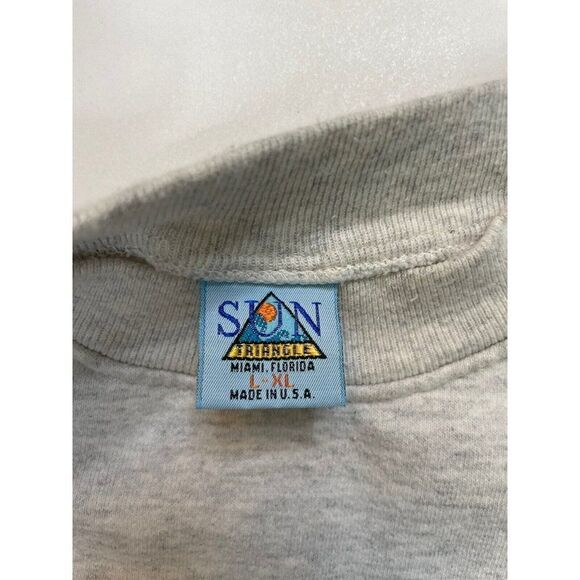 SUN
TRIANGLE
MIAMI, FLORIDA
L-XL
MADE IN U.S.A.